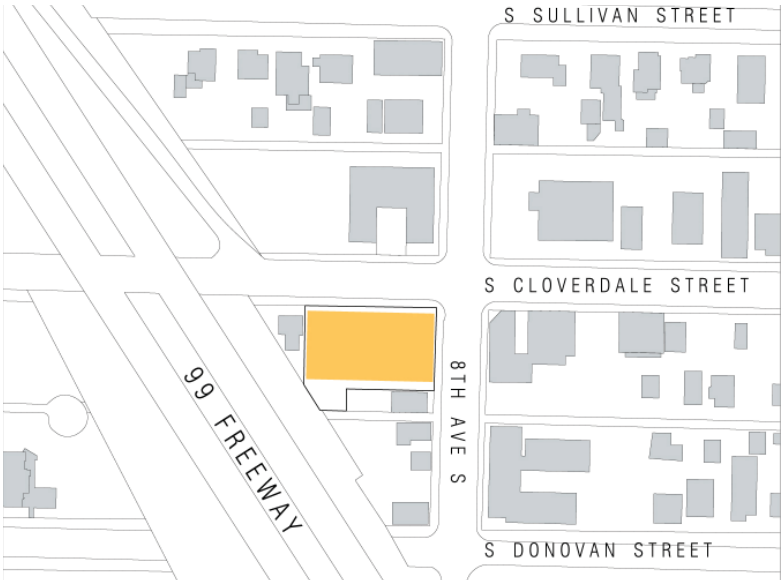 S SULLIVAN STREET
S CLOVERDALE STREET
8TH AVE S
99 FREEWAY
S DONOVAN STREET